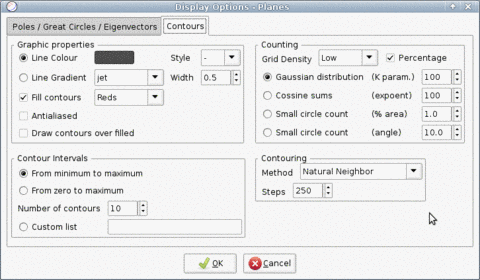 Display Options - Planes
Poles / Great Circles / Eigenvectors
Contours
Graphic properties
Line Colour
Style
-
Line Gradient
jet
Width
0.5
Fill contours
Reds
Antialiased
Draw contours over filled
Counting
Grid Density
Low
Percentage
Gaussian distribution
(K param.)
100
Cossine sums
(expoent)
100
Small circle count
(% area)
1.0
Small circle count
(angle)
10.0
Contour Intervals
From minimum to maximum
From zero to maximum
Number of contours
10
Custom list
Contouring
Method
Natural Neighbor
Steps
250
OK
Cancel